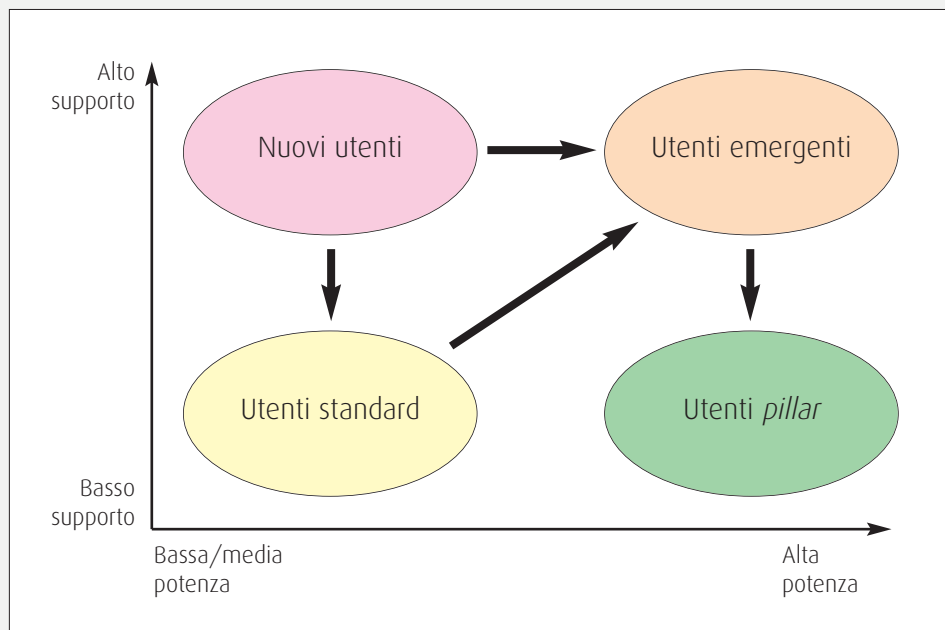 Alto
supporto
Nuovi utenti
Utenti emergenti
Utenti standard
Utenti pillar
Basso
supporto
Bassa/media
potenza
Alta
potenza